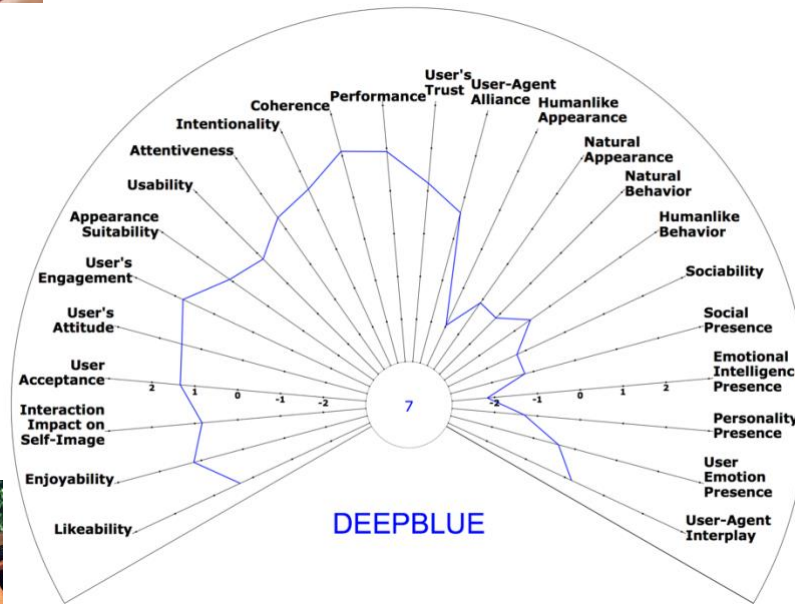 User's
Trust
User-Agent
Alliance
Performance
Coherence
Humanlike
Appearance
Intentionality
Natural
Appearance
Attentiveness
Natural
Behavior
Usability
Humanlike
Behavior
Appearance
Suitability
User's
Engagement
Sociability
User's
Attitude
Social
Presence
User
Acceptance
2 1 0 -1 -2
7
-2 -1 0 1 2
Emotional
Intelligence
Presence
Interaction
Impact on
Self-Image
Personality
Presence
Enjoyability
User
Emotion
Presence
Likeability
User-Agent
Interplay
DEEPBLUE